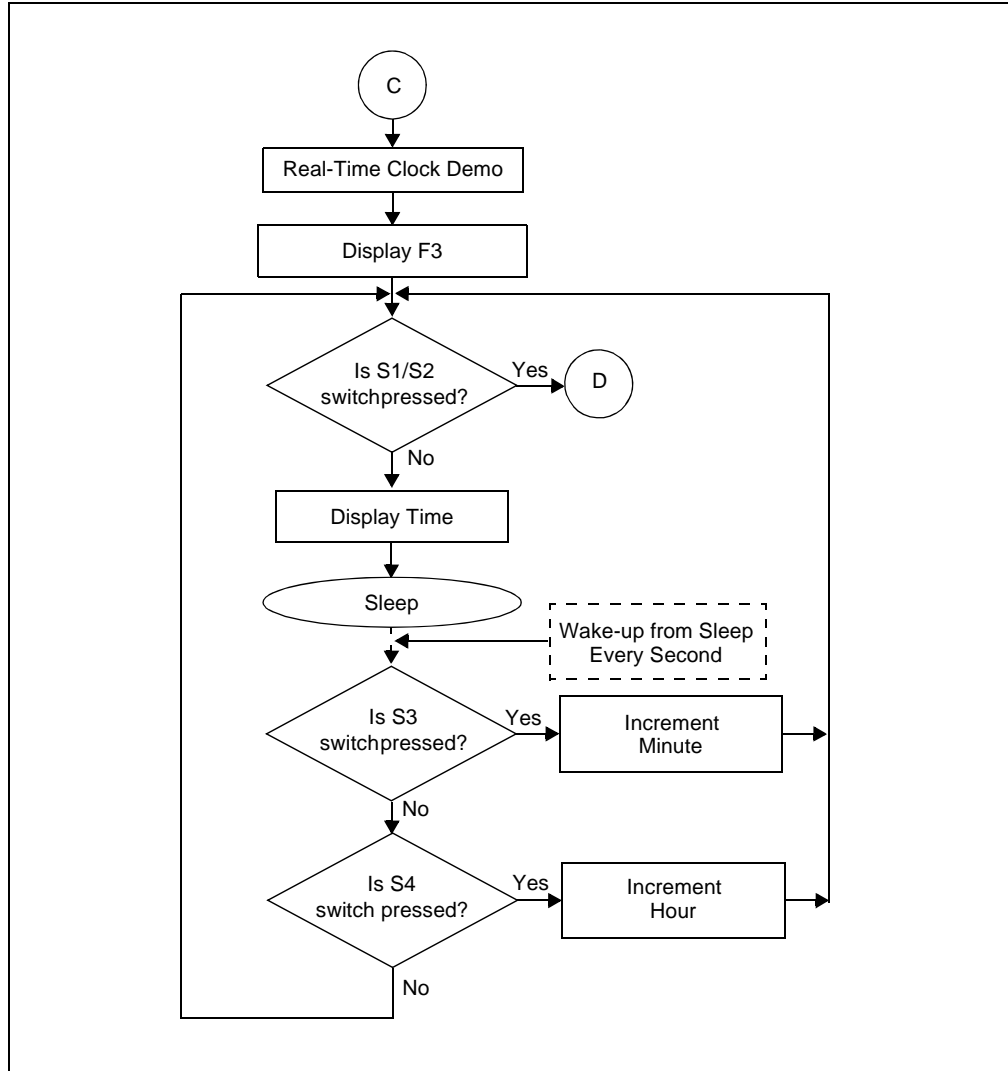 C
Real-Time Clock Demo
Display F3
Is S1/S2
switchpressed?
Yes
D
No
Display Time
Sleep
Wake-up from Sleep
Every Second
Is S3
switchpressed?
Yes
Increment
Minute
No
Is S4
switch pressed?
Yes
Increment
Hour
No